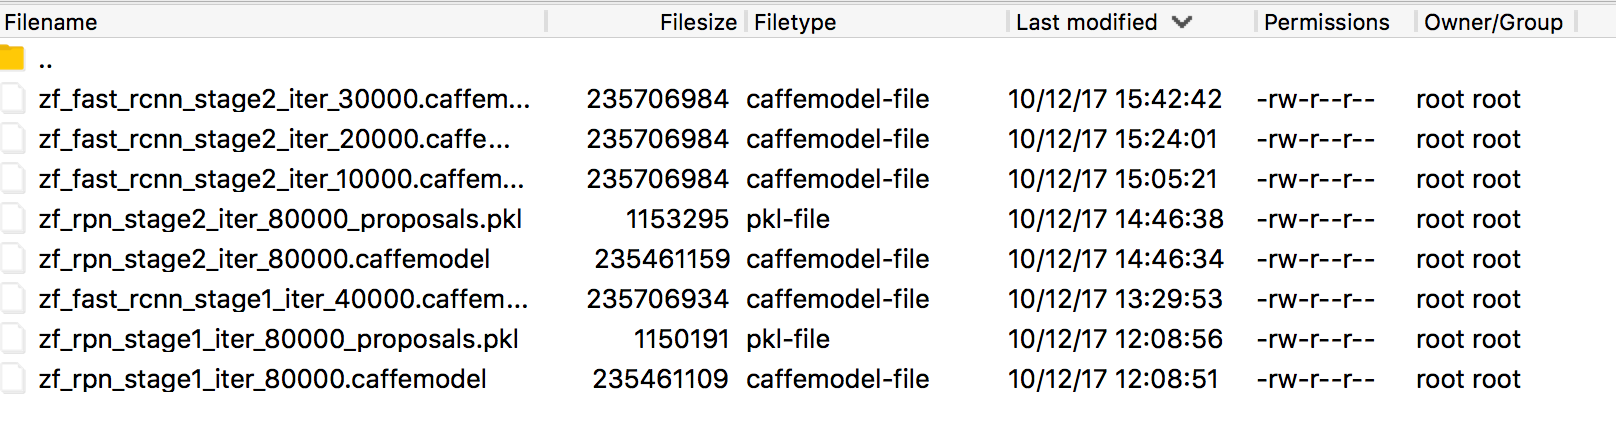 Filename Filesize Filetype Last modified Permissions Owner/Group
..
zf_fast_rcnn_stage2_iter_30000.caffem... 235706984 caffemodel-file 10/12/17 15:42:42 -rw-r--r-- root root
zf_fast_rcnn_stage2_iter_20000.caffe... 235706984 caffemodel-file 10/12/17 15:24:01 -rw-r--r-- root root
zf_fast_rcnn_stage2_iter_10000.caffem... 235706984 caffemodel-file 10/12/17 15:05:21 -rw-r--r-- root root
zf_rpn_stage2_iter_80000_proposals.pkl 1153295 pkl-file 10/12/17 14:46:38 -rw-r--r-- root root
zf_rpn_stage2_iter_80000.caffemodel 235461159 caffemodel-file 10/12/17 14:46:34 -rw-r--r-- root root
zf_fast_rcnn_stage1_iter_40000.caffem... 235706934 caffemodel-file 10/12/17 13:29:53 -rw-r--r-- root root
zf_rpn_stage1_iter_80000_proposals.pkl 1150191 pkl-file 10/12/17 12:08:56 -rw-r--r-- root root
zf_rpn_stage1_iter_80000.caffemodel 235461109 caffemodel-file 10/12/17 12:08:51 -rw-r--r-- root root